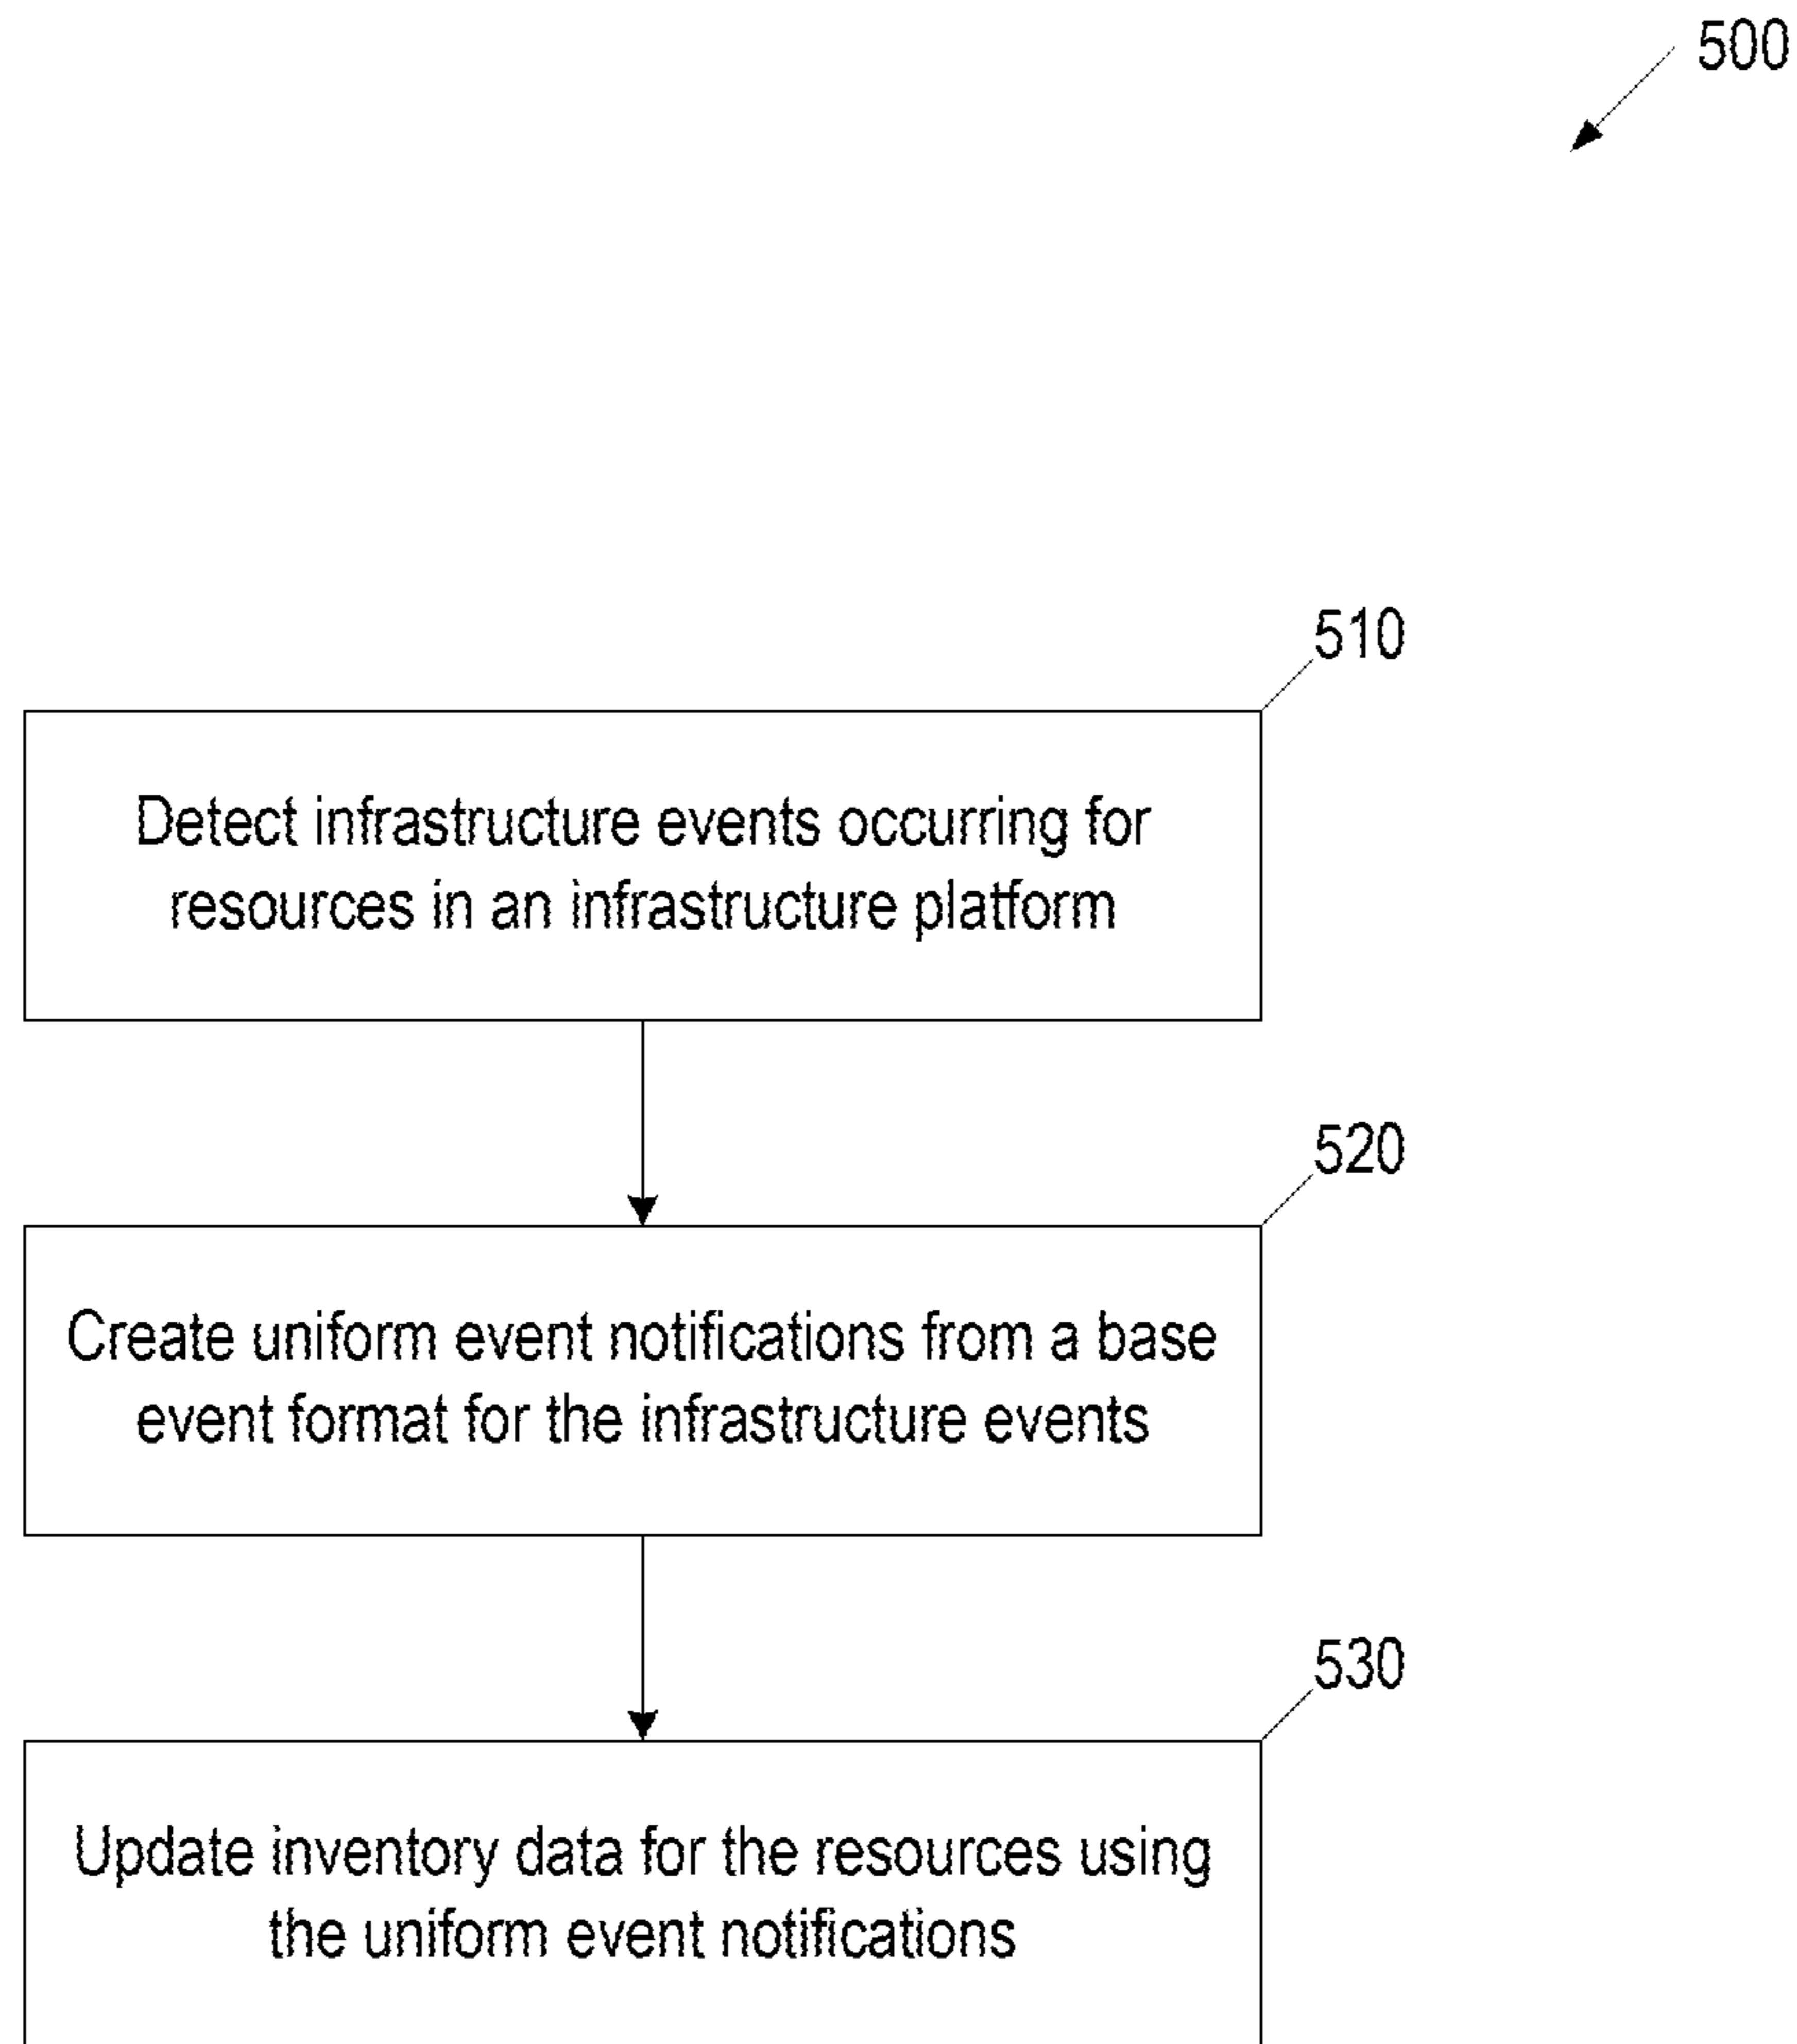 500
510
Detect infrastructure events occurring for
resources in an infrastructure platform
520
Create uniform event notifications from a base
event format for the infrastructure events
530
Update inventory data for the resources using
the uniform event notifications